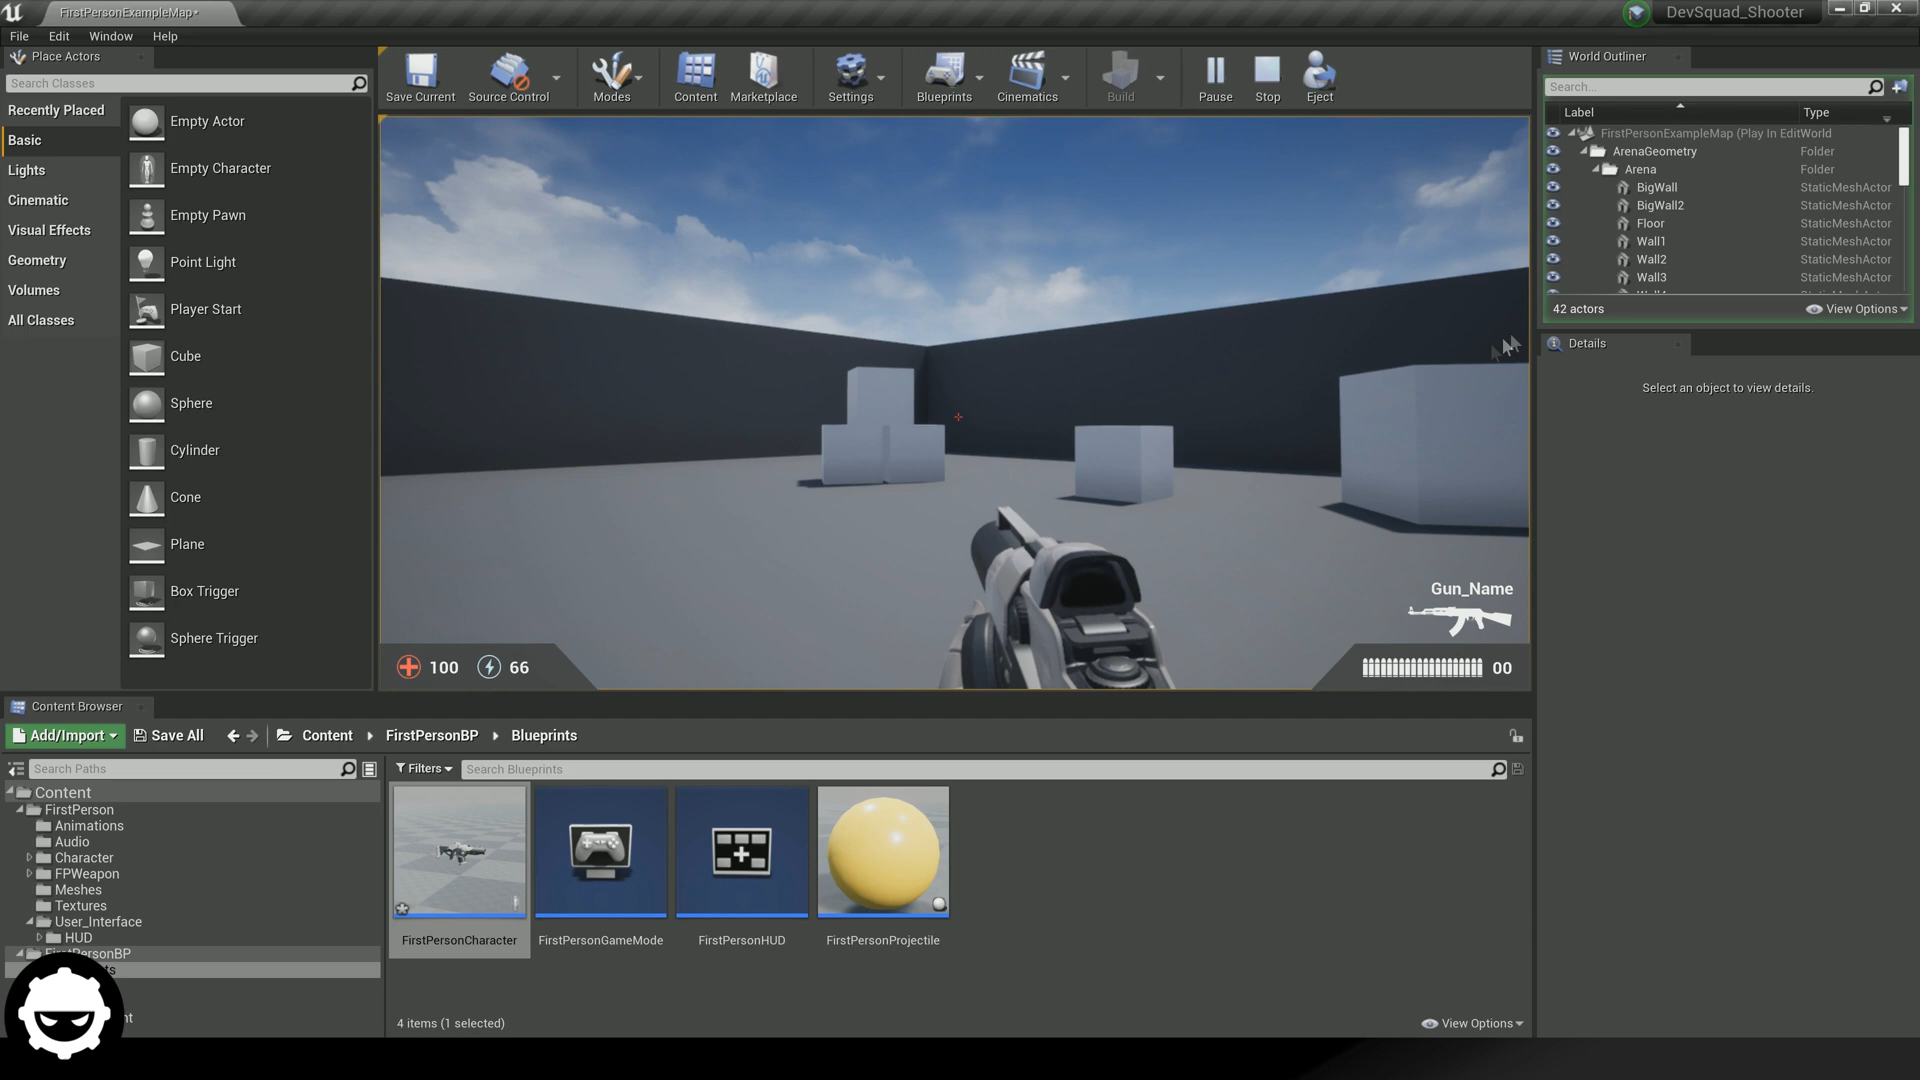 FirstPersonExampleMap*
DevSquad_Shooter
File Edit Window Help
Place Actors
Search Classes
Recently Placed
Basic
Lights
Cinematic
Visual Effects
Geometry
Volumes
All Classes
Empty Actor
Empty Character
Empty Pawn
Point Light
Player Start
Cube
Sphere
Cylinder
Cone
Plane
Box Trigger
Sphere Trigger
Save Current
Source Control
Modes
Content
Marketplace
Settings
Blueprints
Cinematics
Build
Pause
Stop
Eject
Gun_Name
100 66
00
World Outliner
Search...
Label Type
FirstPersonExampleMap (Play In Edit World
ArenaGeometry Folder
Arena Folder
BigWall StaticMeshActor
BigWall2 StaticMeshActor
Floor StaticMeshActor
Wall1 StaticMeshActor
Wall2 StaticMeshActor
Wall3 StaticMeshActor
42 actors View Options
Details
Select an object to view details.
Content Browser
Add/Import Save All Content FirstPersonBP Blueprints
Search Paths
Filters Search Blueprints
Content
FirstPerson
Animations
Audio
Character
FPWeapon
Meshes
Textures
User_Interface
HUD
FirstPersonBP
ts
nt
FirstPersonCharacter
FirstPersonGameMode
FirstPersonHUD
FirstPersonProjectile
4 items (1 selected) View Options